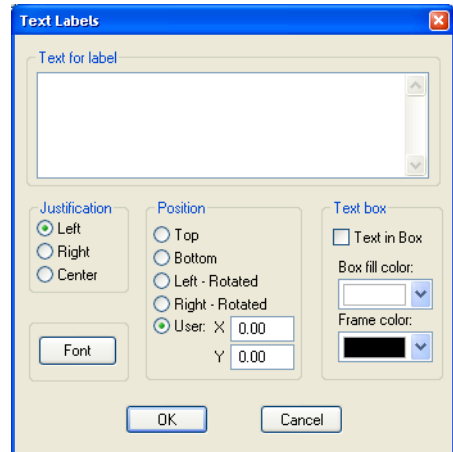 Text Labels
Text for label
Justification
Left
Right
Center
Font
Position
Top
Bottom
Left - Rotated
Right - Rotated
User: X 0.00
Y 0.00
Text box
Text in Box
Box fill color:
Frame color:
OK
Cancel